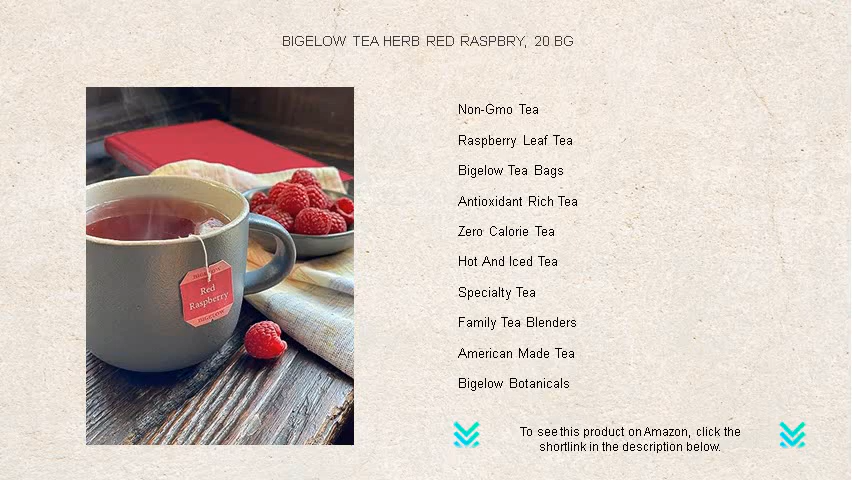 BIGELOW TEA HERB RED RASPBRY, 20 BG
Non-Gmo Tea
Raspberry Leaf Tea
Bigelow Tea Bags
Antioxidant Rich Tea
Zero Calorie Tea
Hot And Iced Tea
Specialty Tea
Family Tea Blenders
American Made Tea
Bigelow Botanicals
BIGELOW
Red
Raspberry
BIGELOW
To see this product on Amazon, click the
shortlink in the description below.